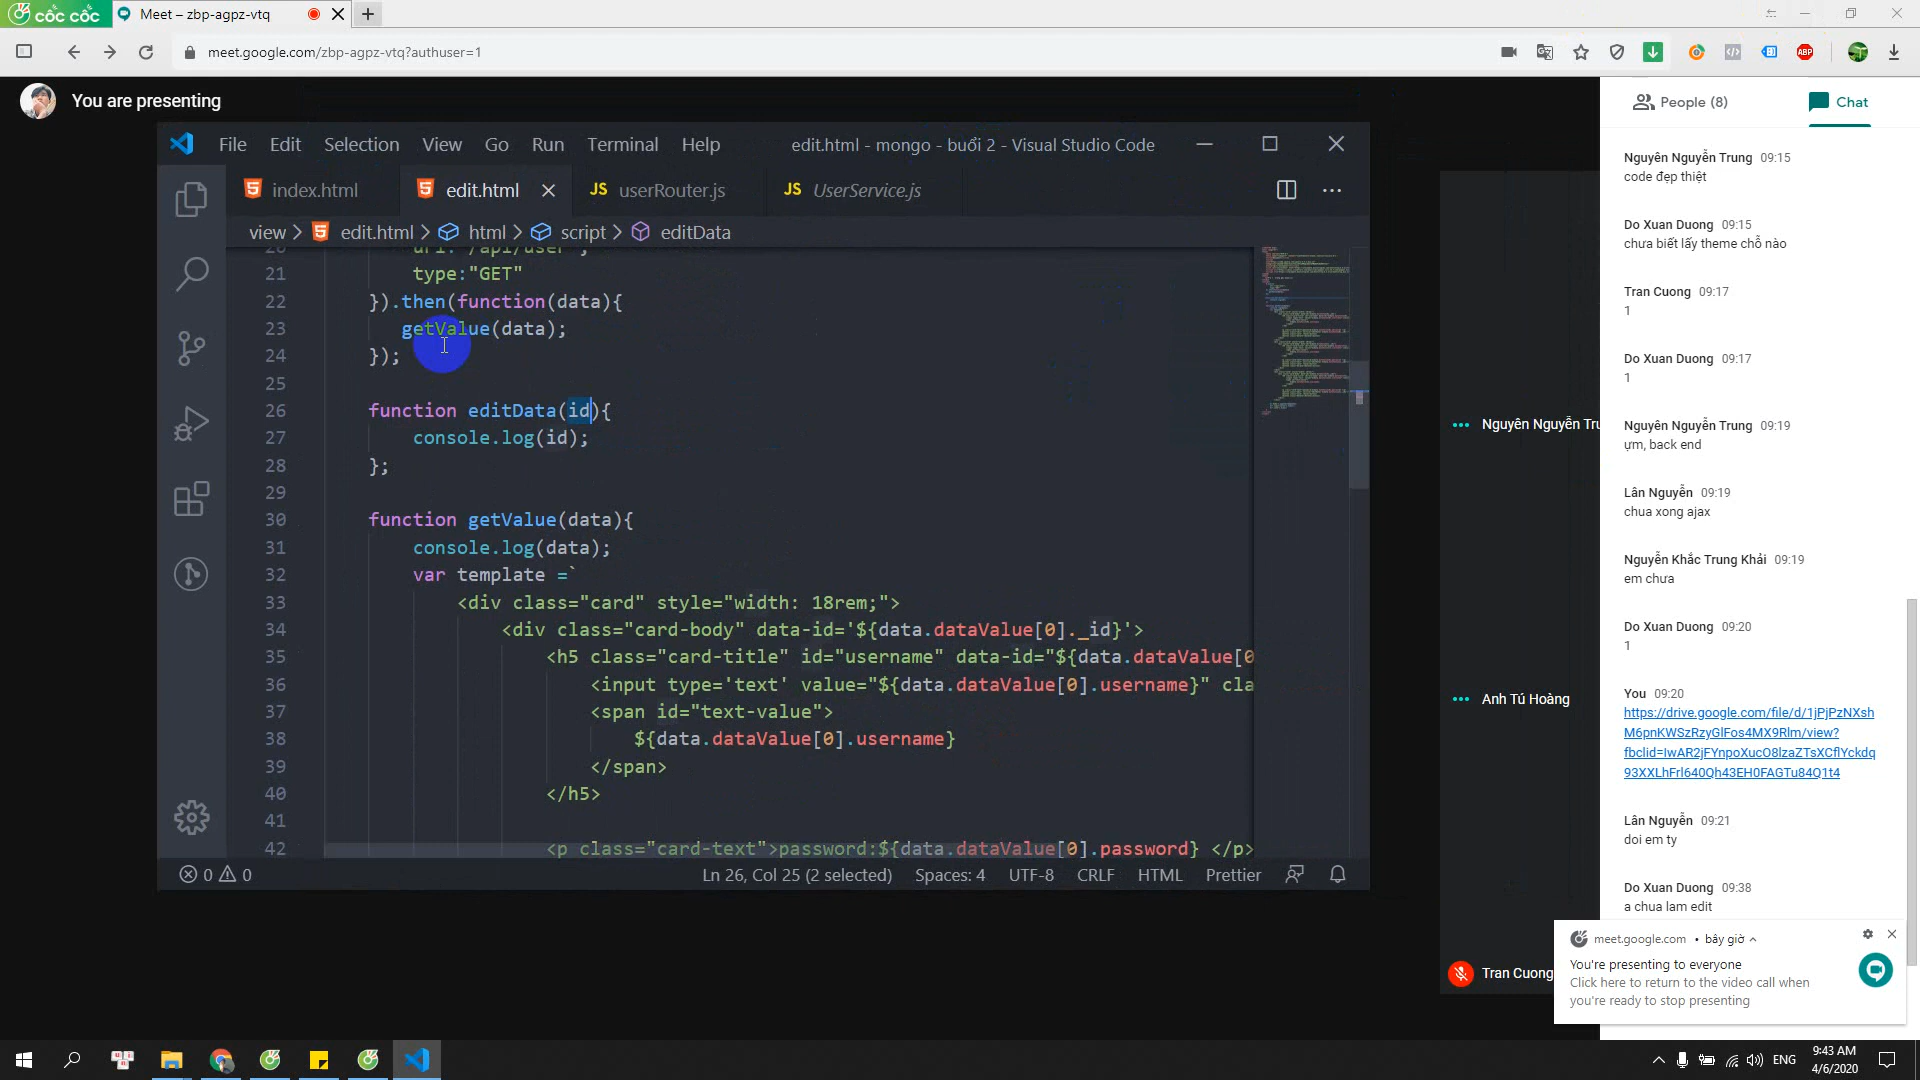 cốc cốc
Meet – zbp-agpz-vtq
meet.google.com/zbp-agpz-vtq?authuser=1
ABP
You are presenting
File Edit Selection View Go Run Terminal Help
edit.html - mongo - buổi 2 - Visual Studio Code
index.html
edit.html
JS userRouter.js
JS UserService.js
view > edit.html > html > script > editData
20 url:"/api/user",
21 type:"GET"
22 }).then(function(data){
23 getValue(data);
24 });
25
26 function editData(id){
27 console.log(id);
28 };
29
30 function getValue(data){
31 console.log(data);
32 var template =`
33 <div class="card" style="width: 18rem;">
34 <div class="card-body" data-id='${data.dataValue[0]._id}'>
35 <h5 class="card-title" id="username" data-id="${data.dataValue[0
36 <input type='text' value="${data.dataValue[0].username}" cla
37 <span id="text-value">
38 ${data.dataValue[0].username}
39 </span>
40 </h5>
41
42 <p class="card-text">password:${data.dataValue[0].password} </p>
0 0
Ln 26, Col 25 (2 selected) Spaces: 4 UTF-8 CRLF HTML Prettier
Nguyên Nguyễn Tru
Anh Tú Hoàng
Tran Cuong
People (8)
Chat
Nguyên Nguyễn Trung 09:15
code đẹp thiệt
Do Xuan Duong 09:15
chưa biết lấy theme chỗ nào
Tran Cuong 09:17
1
Do Xuan Duong 09:17
1
Nguyên Nguyễn Trung 09:19
ựm, back end
Lân Nguyễn 09:19
chua xong ajax
Nguyễn Khắc Trung Khải 09:19
em chưa
Do Xuan Duong 09:20
1
You 09:20
https://drive.google.com/file/d/1jPjPzNXsh
M6pnKWSzRzyGlFos4MX9Rlm/view?
fbclid=IwAR2jFYnpoXucO8lzaZTsXCflYckdq
93XXLhFrl640Qh43EH0FAGTu84Q1t4
Lân Nguyễn 09:21
doi em ty
Do Xuan Duong 09:38
a chua lam edit
meet.google.com • bây giờ
You're presenting to everyone
Click here to return to the video call when
you're ready to stop presenting
ENG
9:43 AM
4/6/2020